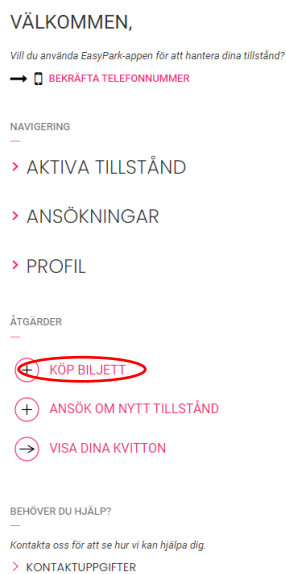 VÄLKOMMEN,
Vill du använda EasyPark-appen för att hantera dina tillstånd?
BEKRÄFTA TELEFONNUMMER
NAVIGERING
AKTIVA TILLSTÅND
ANSÖKNINGAR
PROFIL
ÅTGÄRDER
KÖP BILJETT
ANSÖK OM NYTT TILLSTÅND
VISA DINA KVITTON
BEHÖVER DU HJÄLP?
Kontakta oss för att se hur vi kan hjälpa dig.
KONTAKTUPPGIFTER